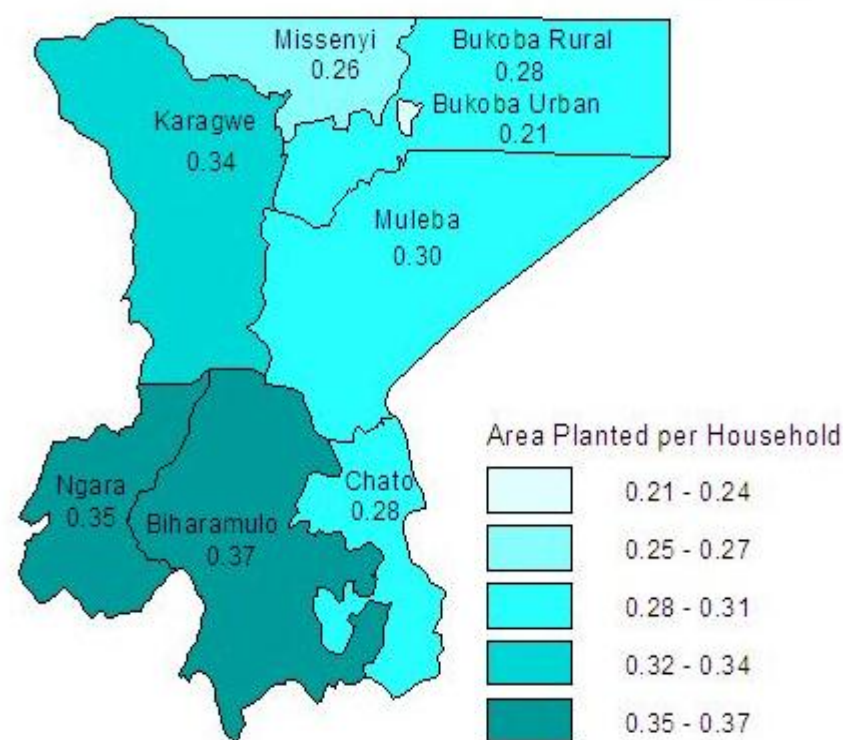 Missenyi
0.26
Bukoba Rural
0.28
Bukoba Urban
0.21
Karagwe
0.34
Muleba
0.30
Area Planted per Household
Ngara
0.35
Biharamulo
0.37
Chato
0.28
0.21 - 0.24
0.25 - 0.27
0.28 - 0.31
0.32 - 0.34
0.35 - 0.37